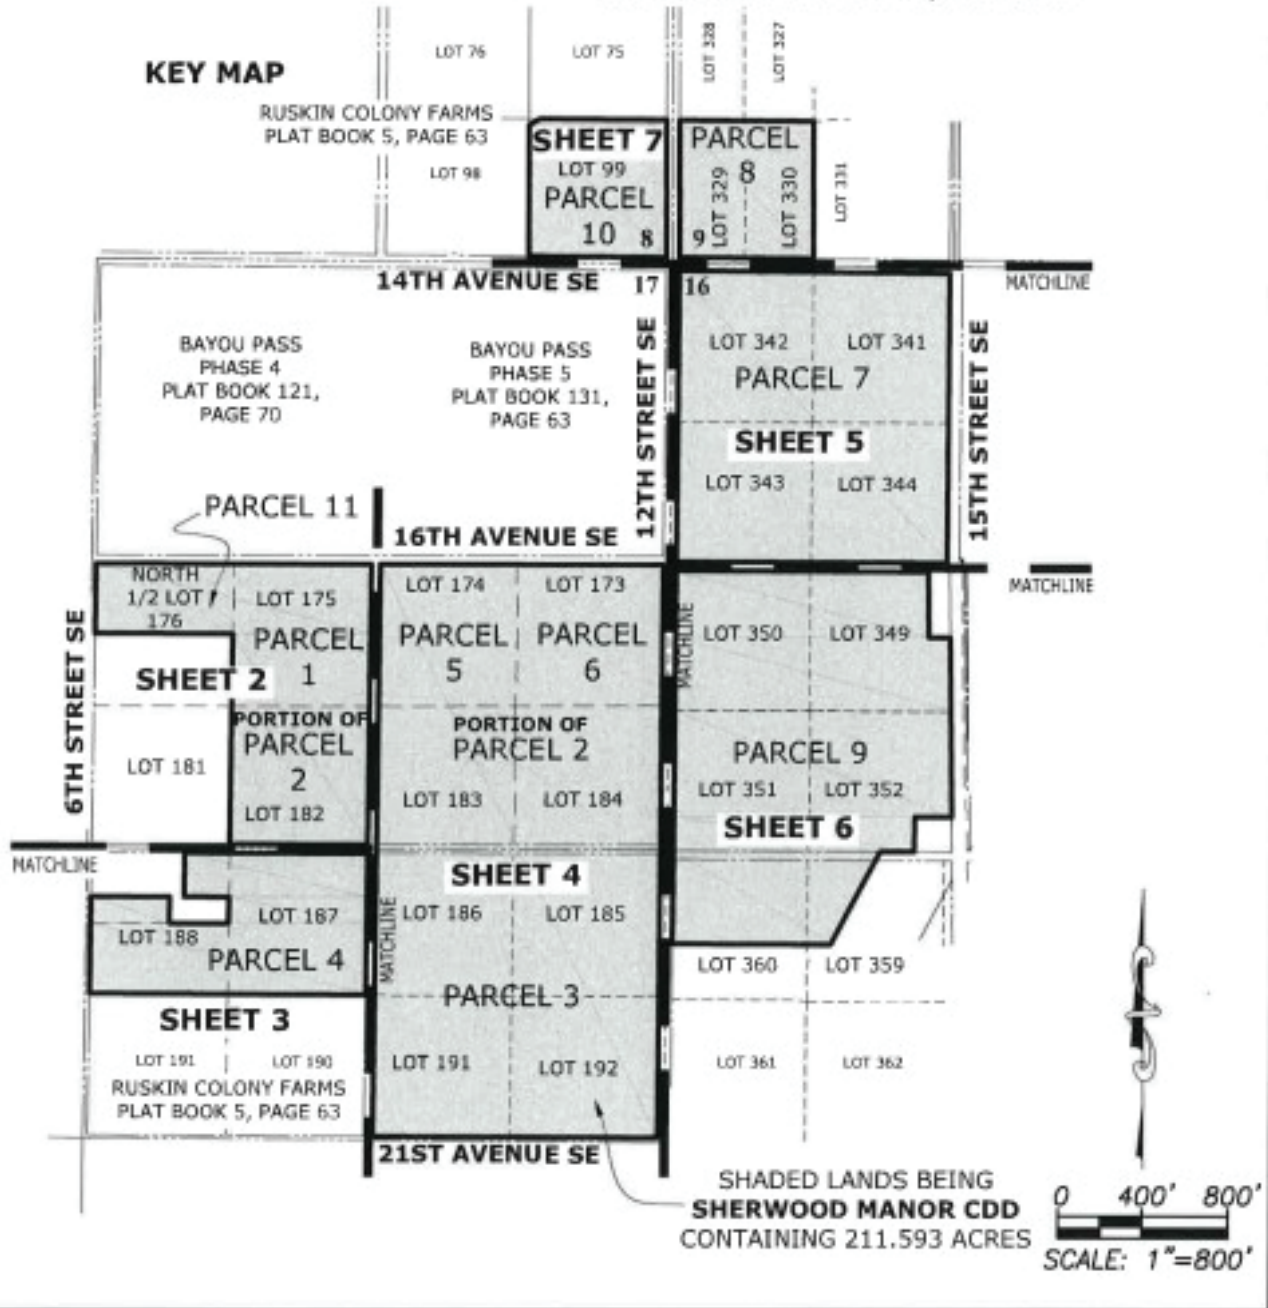 LOT 76
LOT 75
LOT 328
LOT 327
KEY MAP
RUSKIN COLONY FARMS
PLAT BOOK 5, PAGE 63
LOT 98
SHEET 7
LOT 99
PARCEL
10
8
PARCEL
8
LOT 329
LOT 330
9
LOT 331
14TH AVENUE SE
17
16
MATCHLINE
BAYOU PASS
PHASE 4
PLAT BOOK 121,
PAGE 70
BAYOU PASS
PHASE 5
PLAT BOOK 131,
PAGE 63
12TH STREET SE
LOT 342
LOT 341
PARCEL 7
SHEET 5
LOT 343
LOT 344
15TH STREET SE
PARCEL 11
16TH AVENUE SE
MATCHLINE
NORTH
1/2 LOT
176
LOT 175
PARCEL
1
6TH STREET SE
SHEET 2
PORTION OF
PARCEL
2
LOT 181
LOT 182
LOT 174
LOT 173
PARCEL
5
PARCEL
6
PORTION OF
PARCEL 2
LOT 183
LOT 184
MATCHLINE
LOT 350
LOT 349
PARCEL 9
LOT 351
LOT 352
SHEET 6
MATCHLINE
LOT 187
LOT 188
PARCEL 4
SHEET 3
LOT 191
LOT 190
RUSKIN COLONY FARMS
PLAT BOOK 5, PAGE 63
SHEET 4
MATCHLINE
LOT 186
LOT 185
PARCEL 3
LOT 191
LOT 192
LOT 360
LOT 359
LOT 361
LOT 362
21ST AVENUE SE
SHADED LANDS BEING
SHERWOOD MANOR CDD
CONTAINING 211.593 ACRES
0 400' 800'
SCALE: 1"=800'